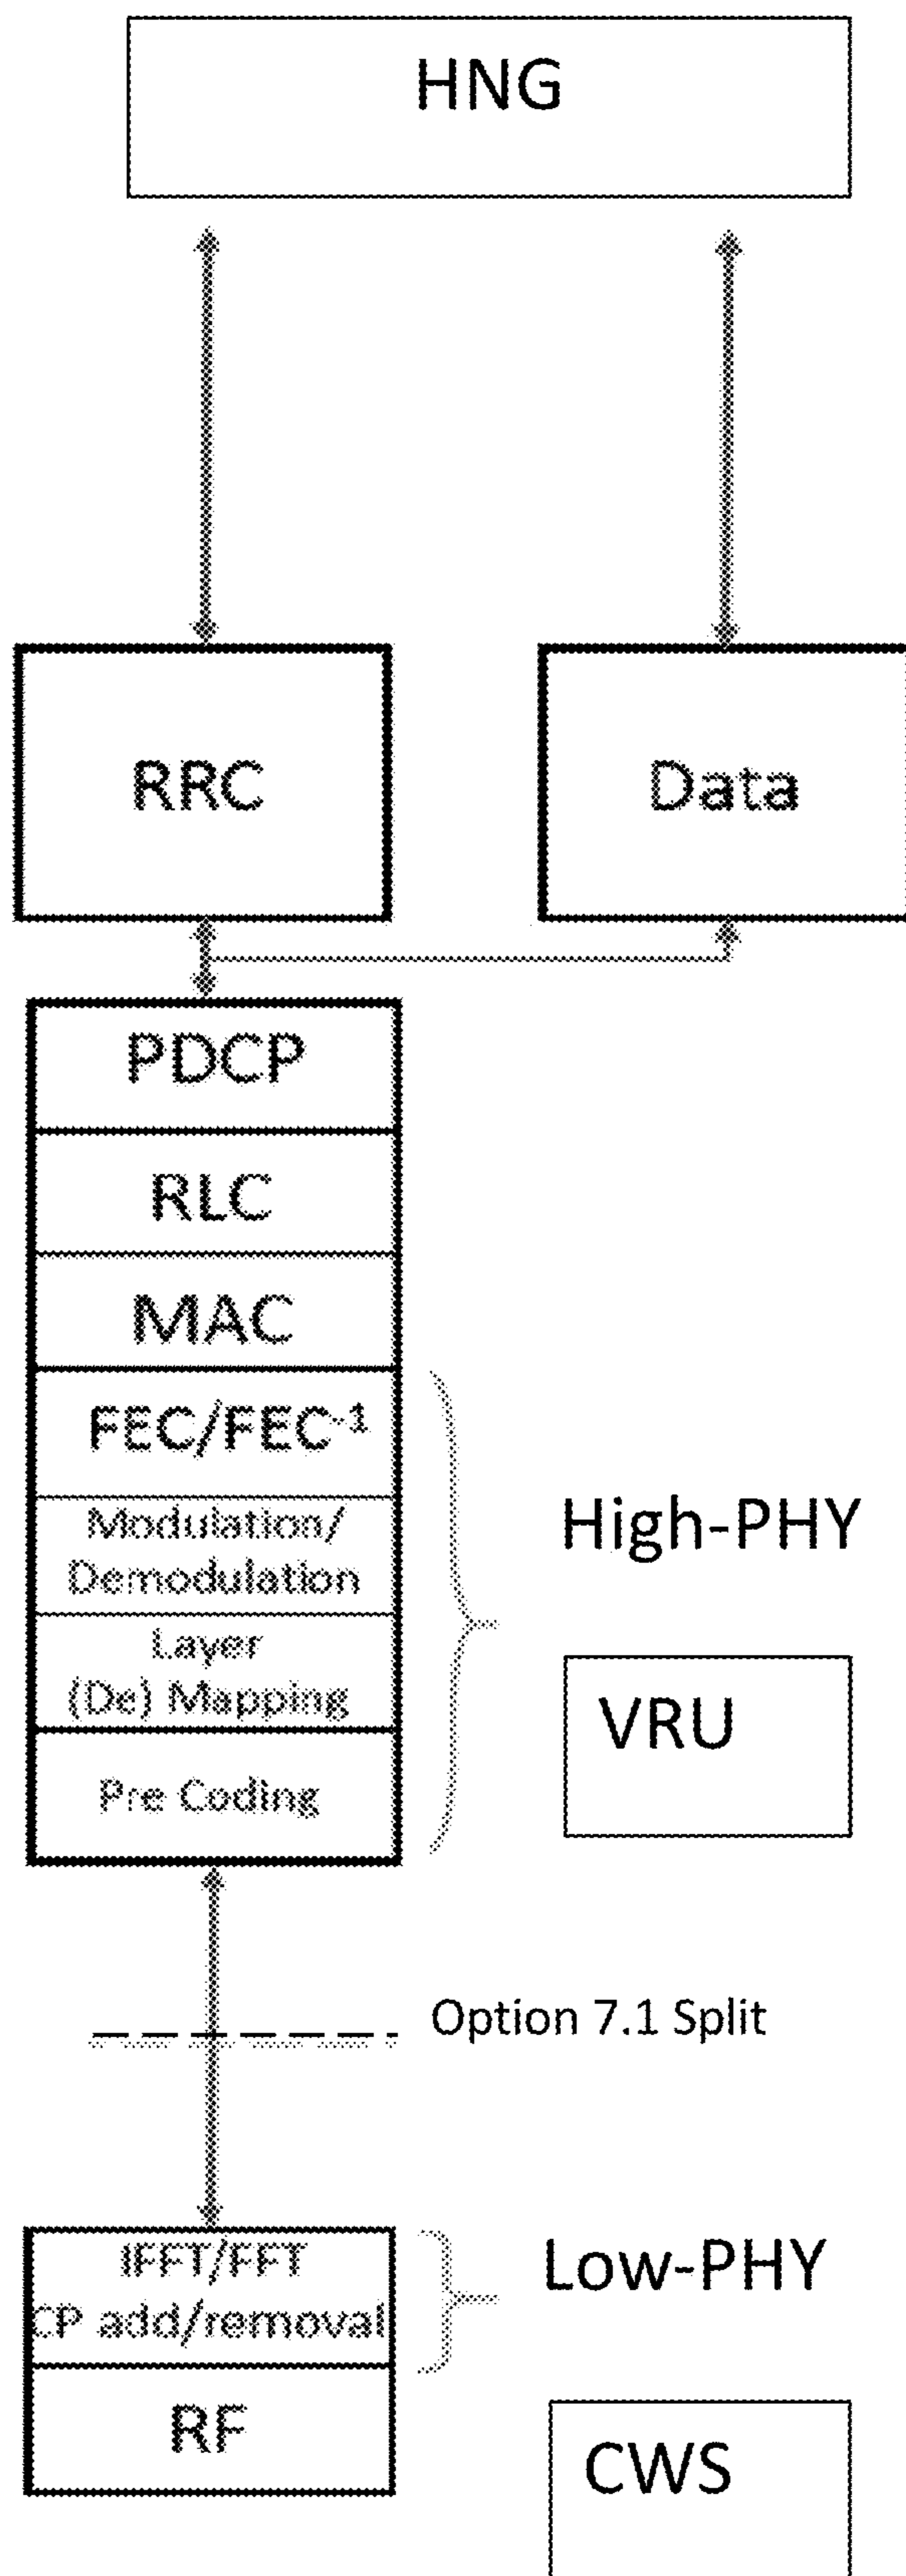 HNG
RRC
Data
PDCP
RLC
MAC
FEC/FEC-1
Modulation/
Demodulation
High-PHY
Layer
(De) Mapping
VRU
Pre Coding
Option 7.1 Split
IFFT/FFT
CP add/removal
Low-PHY
RF
CWS